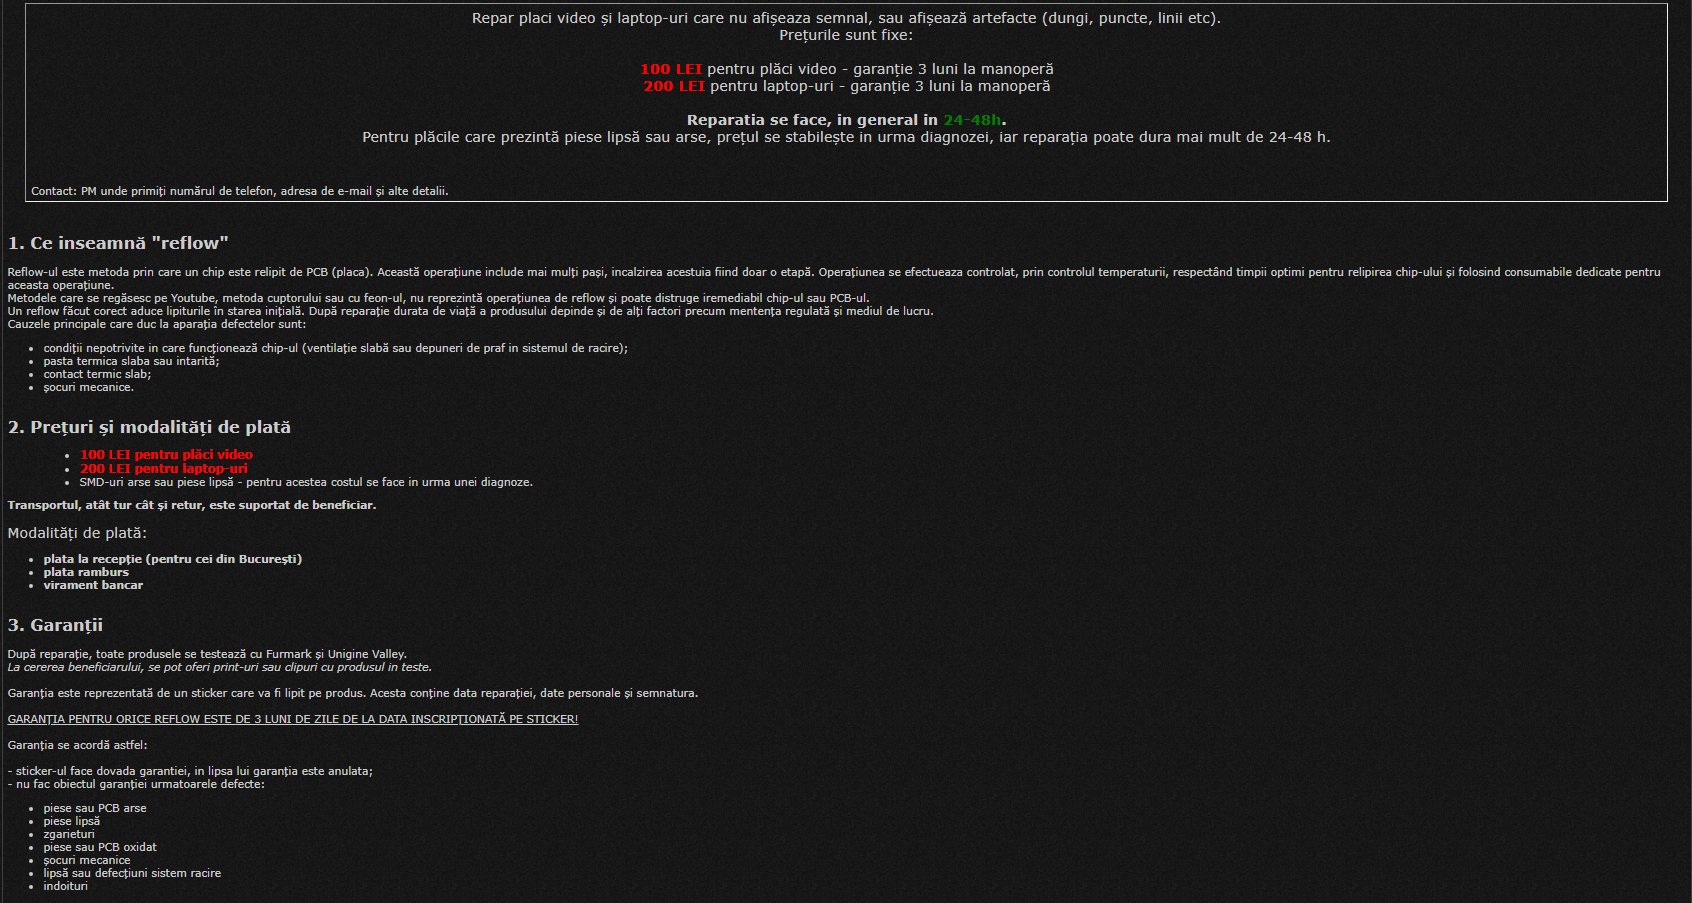 Repar placi video și laptop-uri care nu afișeaza semnal, sau afișează artefacte (dungi, puncte, linii etc).
Prețurile sunt fixe:
100 LEI pentru plăci video - garanție 3 luni la manoperă
200 LEI pentru laptop-uri - garanție 3 luni la manoperă
Reparatia se face, in general in 24-48h.
Pentru plăcile care prezintă piese lipsă sau arse, prețul se stabilește in urma diagnozei, iar reparația poate dura mai mult de 24-48 h.
Contact: PM unde primiți numărul de telefon, adresa de e-mail și alte detalii.
1. Ce inseamnă "reflow"
Reflow-ul este metoda prin care un chip este relipit de PCB (placa). Această operațiune include mai mulți pași, incalzirea acestuia fiind doar o etapă. Operațiunea se efectueaza controlat, prin controlul temperaturii, respectând timpii optimi pentru relipirea chip-ului și folosind consumabile dedicate pentru
aceasta operațiune.
Metodele care se regăsesc pe Youtube, metoda cuptorului sau cu feon-ul, nu reprezintă operațiunea de reflow și poate distruge iremediabil chip-ul sau PCB-ul.
Un reflow făcut corect aduce lipiturile în starea inițială. După reparație durata de viață a produsului depinde și de alți factori precum mentența regulată și mediul de lucru.
Cauzele principale care duc la apariția defectelor sunt:
• condiții nepotrivite in care funcționează chip-ul (ventilație slabă sau depuneri de praf in sistemul de racire);
• pasta termica slaba sau intarită;
• contact termic slab;
• șocuri mecanice.
2. Prețuri și modalități de plată
• 100 LEI pentru plăci video
• 200 LEI pentru laptop-uri
• SMD-uri arse sau piese lipsă - pentru acestea costul se face in urma unei diagnoze.
Transportul, atât tur cât și retur, este suportat de beneficiar.
Modalități de plată:
• plata la recepție (pentru cei din București)
• plata ramburs
• virament bancar
3. Garanții
După reparație, toate produsele se testează cu Furmark și Unigine Valley.
La cererea beneficiarului, se pot oferi print-uri sau clipuri cu produsul in teste.
Garanția este reprezentată de un sticker care va fi lipit pe produs. Acesta conține data reparației, date personale și semnatura.
GARANȚIA PENTRU ORICE REFLOW ESTE DE 3 LUNI DE ZILE DE LA DATA INSCRIPȚIONATĂ PE STICKER!
Garanția se acordă astfel:
- sticker-ul face dovada garantiei, in lipsa lui garanția este anulata;
- nu fac obiectul garanției urmatoarele defecte:
• piese sau PCB arse
• piese lipsă
• zgarieturi
• piese sau PCB oxidat
• șocuri mecanice
• lipsă sau defecțiuni sistem racire
• indoituri